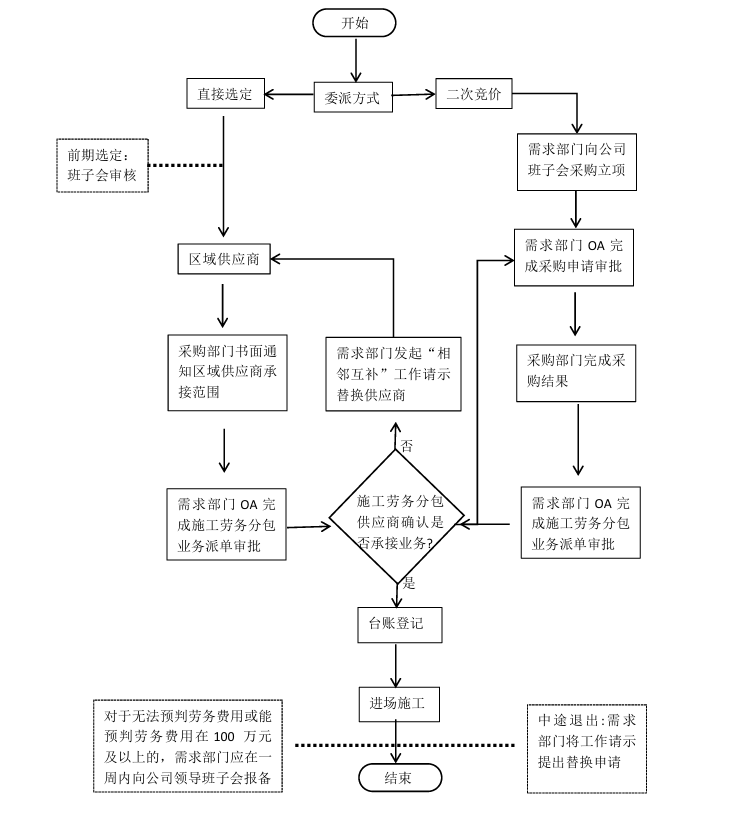 开始
直接选定
委派方式
二次竞价
前期选定：
班子会审核
需求部门向公司
班子会采购立项
区域供应商
需求部门 OA 完
成采购申请审批
采购部门书面通
知区域供应商承
接范围
需求部门发起“相
邻互补”工作请示
替换供应商
采购部门完成采
购结果
否
需求部门 OA 完
成施工劳务分包
业务派单审批
施工劳务分包
供应商确认是
否承接业务?
需求部门 OA 完
成施工劳务分包
业务派单审批
是
台账登记
进场施工
对于无法预判劳务费用或能
预判劳务费用在 100 万元
及以上的，需求部门应在一
周内向公司领导班子会报备
中途退出:需求
部门将工作请示
提出替换申请
结束